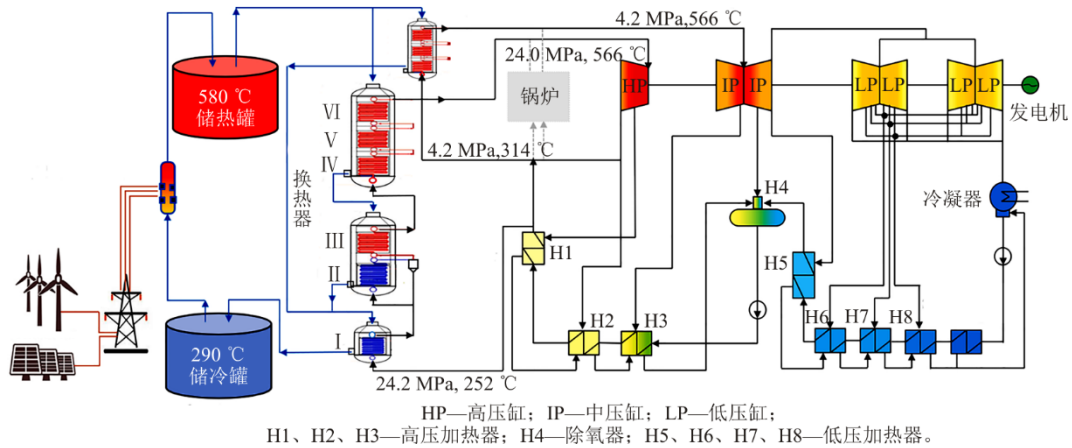 4.2 MPa,566 ℃
24.0 MPa, 566 ℃
580 ℃
储热罐
锅炉
HP
IP
IP
LP
LP
LP
LP
发电机
VI
V
IV
4.2 MPa,314 ℃
换热器
H4
冷凝器
III
II
H1
H5
I
H2
H3
H6
H7
H8
290 ℃
储冷罐
24.2 MPa, 252 ℃
HP—高压缸；IP—中压缸；LP—低压缸；
H1、H2、H3—高压加热器；H4—除氧器；H5、H6、H7、H8—低压加热器。